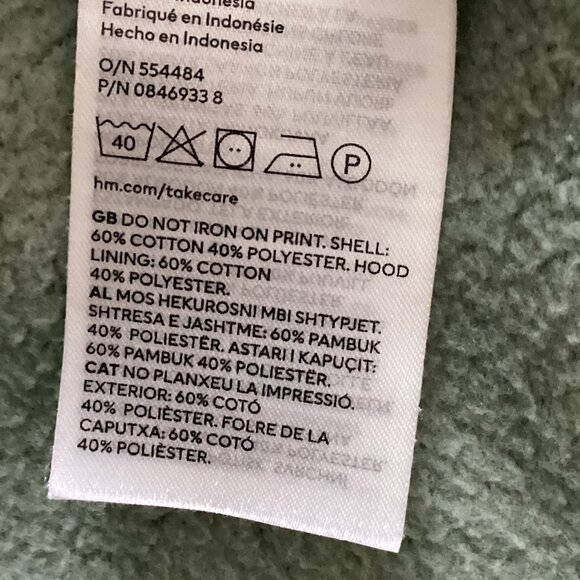 Indonesia
Fabriqué en Indonésie
Hecho en Indonesia
O/N 554484
P/N 0846933 8
40
P
hm.com/takecare
GB DO NOT IRON ON PRINT. SHELL:
60% COTTON 40% POLYESTER. HOOD
LINING: 60% COTTON
40% POLYESTER.
AL MOS HEKUROSNI MBI SHTYPJET.
SHTRESA E JASHTME: 60% PAMBUK
40% POLIESTËR. ASTARI I KAPUÇIT:
60% PAMBUK 40% POLIESTËR.
CAT NO PLANXEU LA IMPRESSIÓ.
EXTERIOR: 60% COTÓ
40% POLIÈSTER. FOLRE DE LA
CAPUTXA: 60% COTÓ
40% POLIÈSTER.